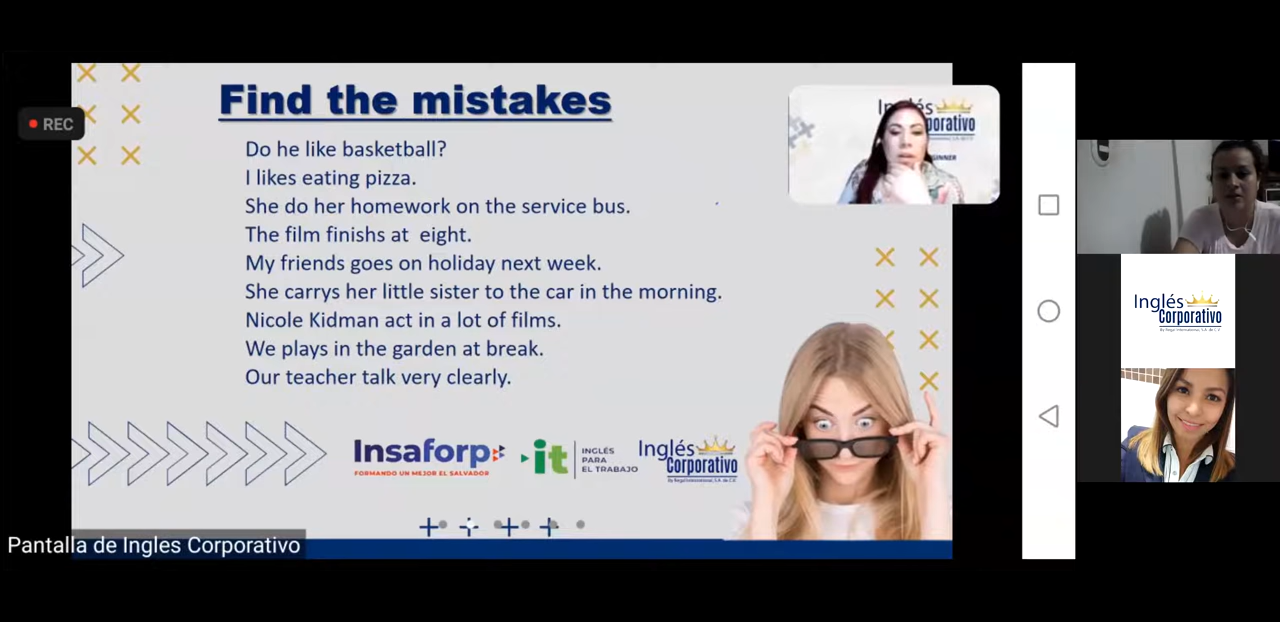 Find the mistakes
REC
Do he like basketball?
I likes eating pizza.
She do her homework on the service bus.
The film finishs at eight.
My friends goes on holiday next week.
She carrys her little sister to the car in the morning.
Nicole Kidman act in a lot of films.
We plays in the garden at break.
Our teacher talk very clearly.
Inglés
porativo
Inglés
Corporativo
Insaforp
FORMANDO UN MEJOR EL SALVADOR
it
INGLÉS
PARA
EL TRABAJO
Inglés
Corporativo
Pantalla de Ingles Corporativo